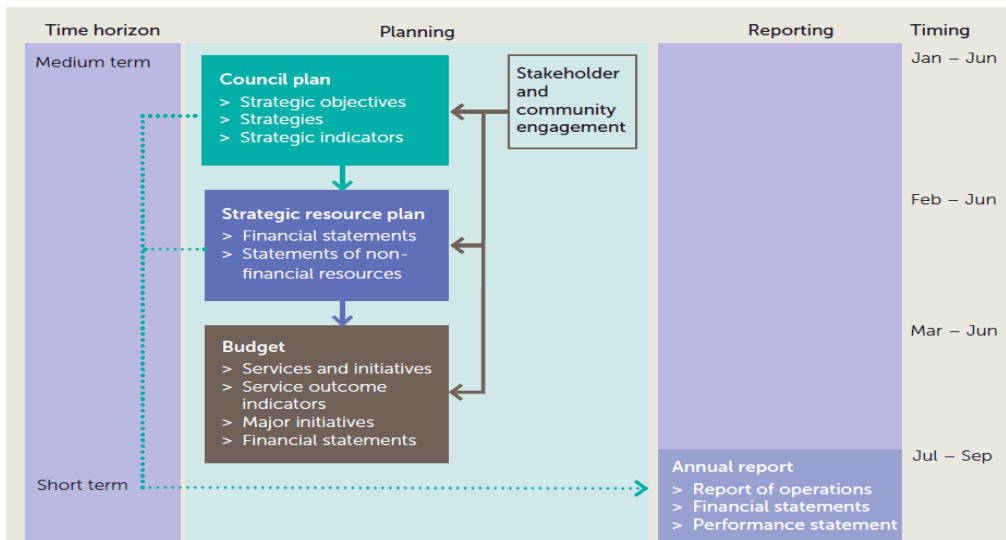 Time horizon
Planning
Reporting
Timing
Medium term
Council plan
> Strategic objectives
> Strategies
> Strategic indicators
Stakeholder
and
community
engagement
Jan – Jun
Strategic resource plan
> Financial statements
> Statements of non-
financial resources
Feb – Jun
Budget
> Services and initiatives
> Service outcome
indicators
> Major initiatives
> Financial statements
Mar – Jun
Short term
Annual report
> Report of operations
> Financial statements
> Performance statement
Jul – Sep